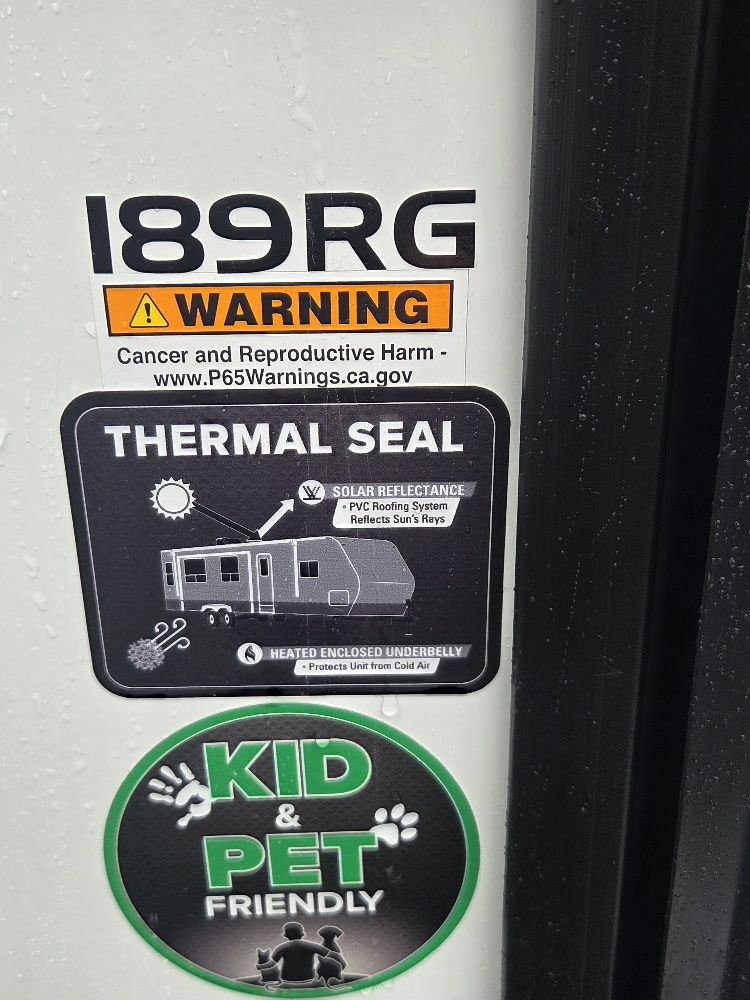 189RG
WARNING
Cancer and Reproductive Harm -
www.P65Warnings.ca.gov
THERMAL SEAL
SOLAR REFLECTANCE
• PVC Roofing System
Reflects Sun's Rays
HEATED ENCLOSED UNDERBELLY
• Protects Unit from Cold Air
KID
&
PET
FRIENDLY